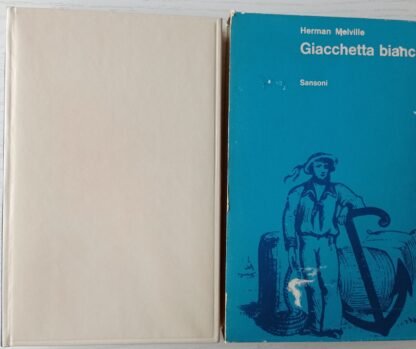 Herman Melville
Giacchetta bianc
Sansoni